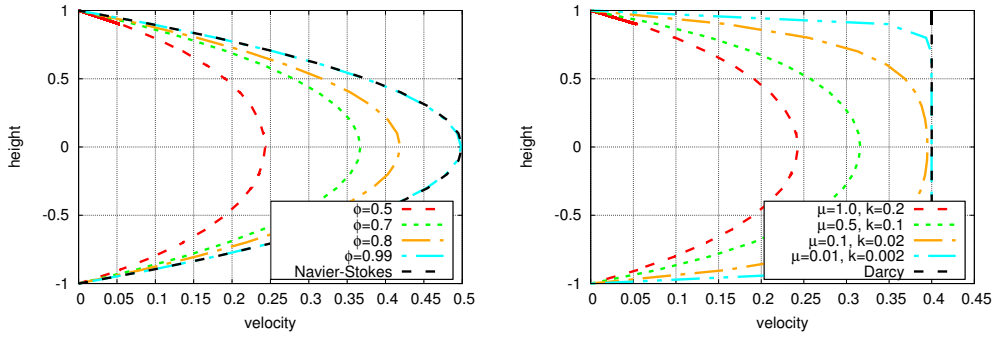 1
0.5
0
-0.5
-1
height
0 0.05 0.1 0.15 0.2 0.25 0.3 0.35 0.4 0.45 0.5
velocity
ϕ=0.5
ϕ=0.7
ϕ=0.8
ϕ=0.99
Navier-Stokes
1
0.5
0
-0.5
-1
height
0 0.05 0.1 0.15 0.2 0.25 0.3 0.35 0.4 0.45
velocity
μ=1.0, k=0.2
μ=0.5, k=0.1
μ=0.1, k=0.02
μ=0.01, k=0.002
Darcy